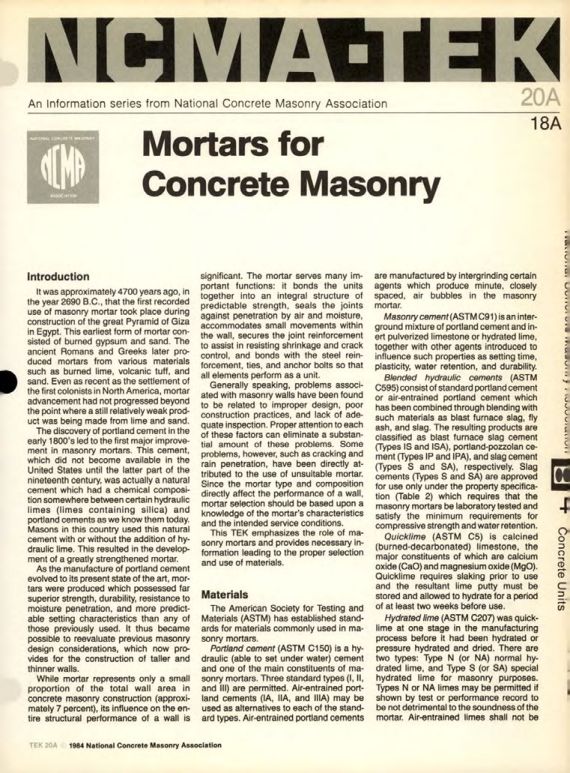 NCMA-TEK
An Information series from National Concrete Masonry Association
20A
18A
NATIONAL CONCRETE MASONRY
NCMA
ASSOCIATION
Mortars for
Concrete Masonry
Introduction
It was approximately 4700 years ago, in
the year 2690 B.C., that the first recorded
use of masonry mortar took place during
construction of the great Pyramid of Giza
in Egypt. This earliest form of mortar con-
sisted of burned gypsum and sand. The
ancient Romans and Greeks later pro-
duced mortars from various materials
such as burned lime, volcanic tuff, and
sand. Even as recent as the settlement of
the first colonists in North America, mortar
advancement had not progressed beyond
the point where a still relatively weak prod-
uct was being made from lime and sand.
The discovery of portland cement in the
early 1800's led to the first major improve-
ment in masonry mortars. This cement,
which did not become available in the
United States until the latter part of the
nineteenth century, was actually a natural
cement which had a chemical composi-
tion somewhere between certain hydraulic
limes (limes containing silica) and
portland cements as we know them today.
Masons in this country used this natural
cement with or without the addition of hy-
draulic lime. This resulted in the develop-
ment of a greatly strengthened mortar.
As the manufacture of portland cement
evolved to its present state of the art, mor-
tars were produced which possessed far
superior strength, durability, resistance to
moisture penetration, and more predict-
able setting characteristics than any of
those previously used. It thus became
possible to reevaluate previous masonry
design considerations, which now pro-
vides for the construction of taller and
thinner walls.
While mortar represents only a small
proportion of the total wall area in
concrete masonry construction (approxi-
mately 7 percent), its influence on the en-
tire structural performance of a wall is
significant. The mortar serves many im-
portant functions: it bonds the units
together into an integral structure of
predictable strength, seals the joints
against penetration by air and moisture,
accommodates small movements within
the wall, secures the joint reinforcement
to assist in resisting shrinkage and crack
control, and bonds with the steel rein-
forcement, ties, and anchor bolts so that
all elements perform as a unit.
Generally speaking, problems associ-
ated with masonry walls have been found
to be related to improper design, poor
construction practices, and lack of ade-
quate inspection. Proper attention to each
of these factors can eliminate a substan-
tial amount of these problems. Some
problems, however, such as cracking and
rain penetration, have been directly at-
tributed to the use of unsuitable mortar.
Since the mortar type and composition
directly affect the performance of a wall,
mortar selection should be based upon a
knowledge of the mortar's characteristics
and the intended service conditions.
This TEK emphasizes the role of ma-
sonry mortars and provides necessary in-
formation leading to the proper selection
and use of materials.
Materials
The American Society for Testing and
Materials (ASTM) has established stand-
ards for materials commonly used in ma-
sonry mortars.
Portland cement (ASTM C150) is a hy-
draulic (able to set under water) cement
and one of the main constituents of ma-
sonry mortars. Three standard types (I, II,
and III) are permitted. Air-entrained port-
land cements (IA, IIA, and IIIA) may be
used as alternatives to each of the stand-
ard types. Air-entrained portland cements
are manufactured by intergrinding certain
agents which produce minute, closely
spaced, air bubbles in the masonry
mortar.
Masonry cement (ASTM C91) is an inter-
ground mixture of portland cement and in-
ert pulverized limestone or hydrated lime,
together with other agents introduced to
influence such properties as setting time,
plasticity, water retention, and durability.
Blended hydraulic cements (ASTM
C595) consist of standard portland cement
or air-entrained portland cement which
has been combined through blending with
such materials as blast furnace slag, fly
ash, and slag. The resulting products are
classified as blast furnace slag cement
(Types IS and ISA), portland-pozzolan ce-
ment (Types IP and IPA), and slag cement
(Types S and SA), respectively. Slag
cements (Types S and SA) are approved
for use only under the property specifica-
tion (Table 2) which requires that the
masonry mortars be laboratory tested and
satisfy the minimum requirements for
compressive strength and water retention.
Quicklime (ASTM C5) is calcined
(burned-decarbonated) limestone, the
major constituents of which are calcium
oxide (CaO) and magnesium oxide (MgO).
Quicklime requires slaking prior to use
and the resultant lime putty must be
stored and allowed to hydrate for a period
of at least two weeks before use.
Hydrated lime (ASTM C207) was quick-
lime at one stage in the manufacturing
process before it had been hydrated or
pressure hydrated and dried. There are
two types: Type N (or NA) normal hy-
drated lime, and Type S (or SA) special
hydrated lime for masonry purposes.
Types N or NA limes may be permitted if
shown by test or performance record to
be not detrimental to the soundness of the
mortar. Air-entrained limes shall not be
4
Concrete Units
TEK 20A © 1984 National Concrete Masonry Association